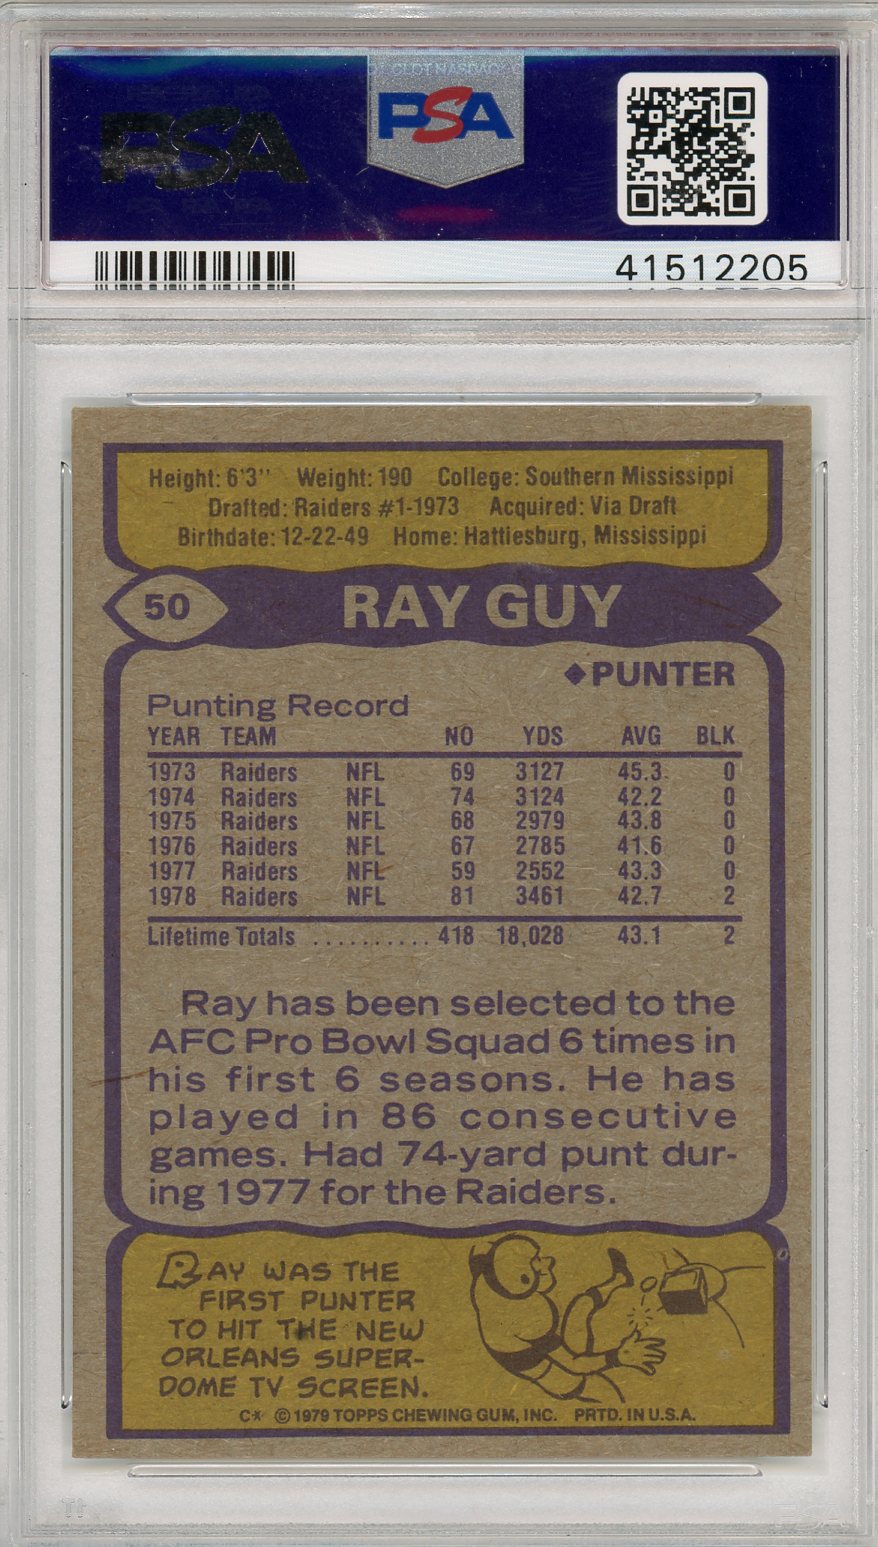 PSA
PSA
41512205
Height: 6'3" Weight: 190 College: Southern Mississippi
Drafted: Raiders #1-1973 Acquired: Via Draft
Birthdate: 12-22-49 Home: Hattiesburg, Mississippi
50 RAY GUY
◆PUNTER
Punting Record
YEAR TEAM NO YDS AVG BLK
1973 Raiders NFL 69 3127 45.3 0
1974 Raiders NFL 74 3124 42.2 0
1975 Raiders NFL 68 2979 43.8 0
1976 Raiders NFL 67 2785 41.6 0
1977 Raiders NFL 59 2552 43.3 0
1978 Raiders NFL 81 3461 42.7 2
Lifetime Totals .......... 418 18,028 43.1 2
Ray has been selected to the
AFC Pro Bowl Squad 6 times in
his first 6 seasons. He has
played in 86 consecutive
games. Had 74-yard punt dur-
ing 1977 for the Raiders.
RAY WAS THE
FIRST PUNTER
TO HIT THE NEW
ORLEANS SUPER-
DOME TV SCREEN.
C* © 1979 TOPPS CHEWING GUM, INC. PRTD. IN U.S.A.